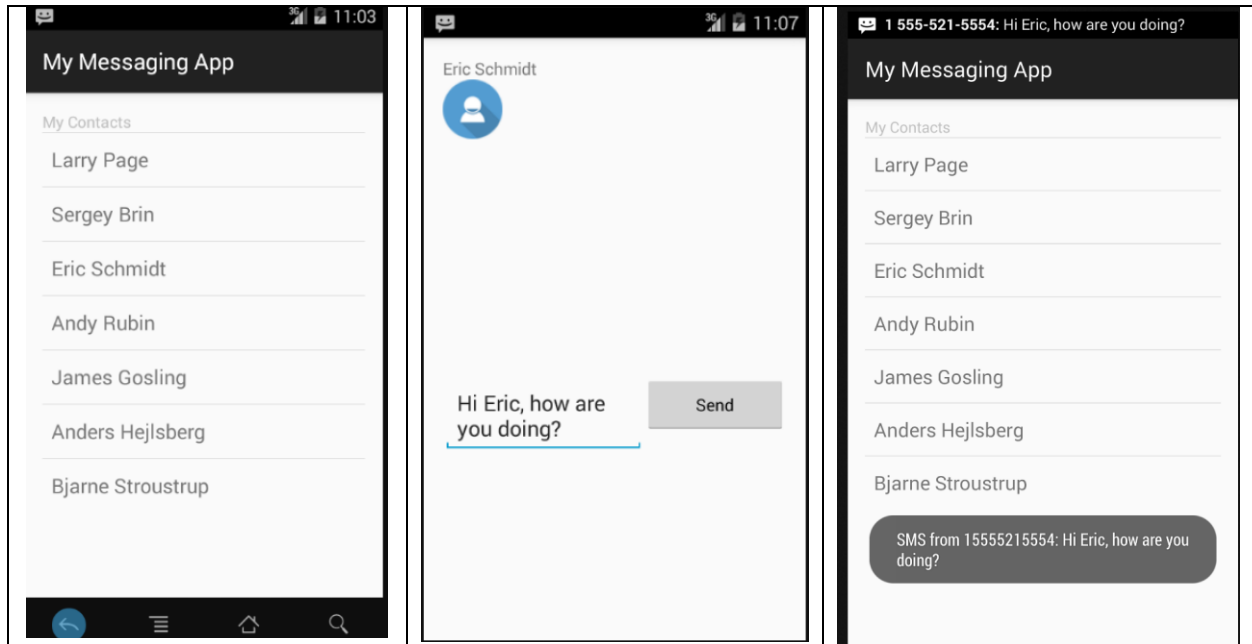 3G 11:03
My Messaging App
My Contacts
Larry Page
Sergey Brin
Eric Schmidt
Andy Rubin
James Gosling
Anders Hejlsberg
Bjarne Stroustrup
3G 11:07
Eric Schmidt
Hi Eric, how are
you doing?
Send
1 555-521-5554: Hi Eric, how are you doing?
My Messaging App
My Contacts
Larry Page
Sergey Brin
Eric Schmidt
Andy Rubin
James Gosling
Anders Hejlsberg
Bjarne Stroustrup
SMS from 15555215554: Hi Eric, how are you
doing?